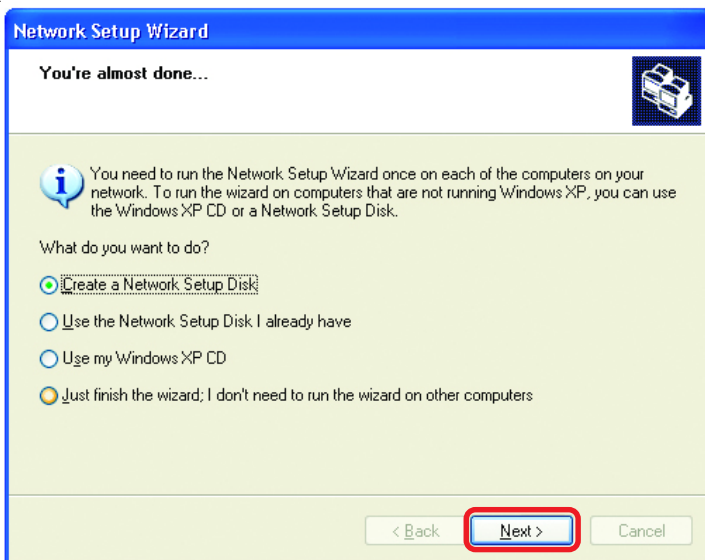 Network Setup Wizard
You're almost done...
You need to run the Network Setup Wizard once on each of the computers on your
network. To run the wizard on computers that are not running Windows XP, you can use
the Windows XP CD or a Network Setup Disk.
What do you want to do?
Create a Network Setup Disk
Use the Network Setup Disk I already have
Use my Windows XP CD
Just finish the wizard; I don't need to run the wizard on other computers
< Back Next > Cancel